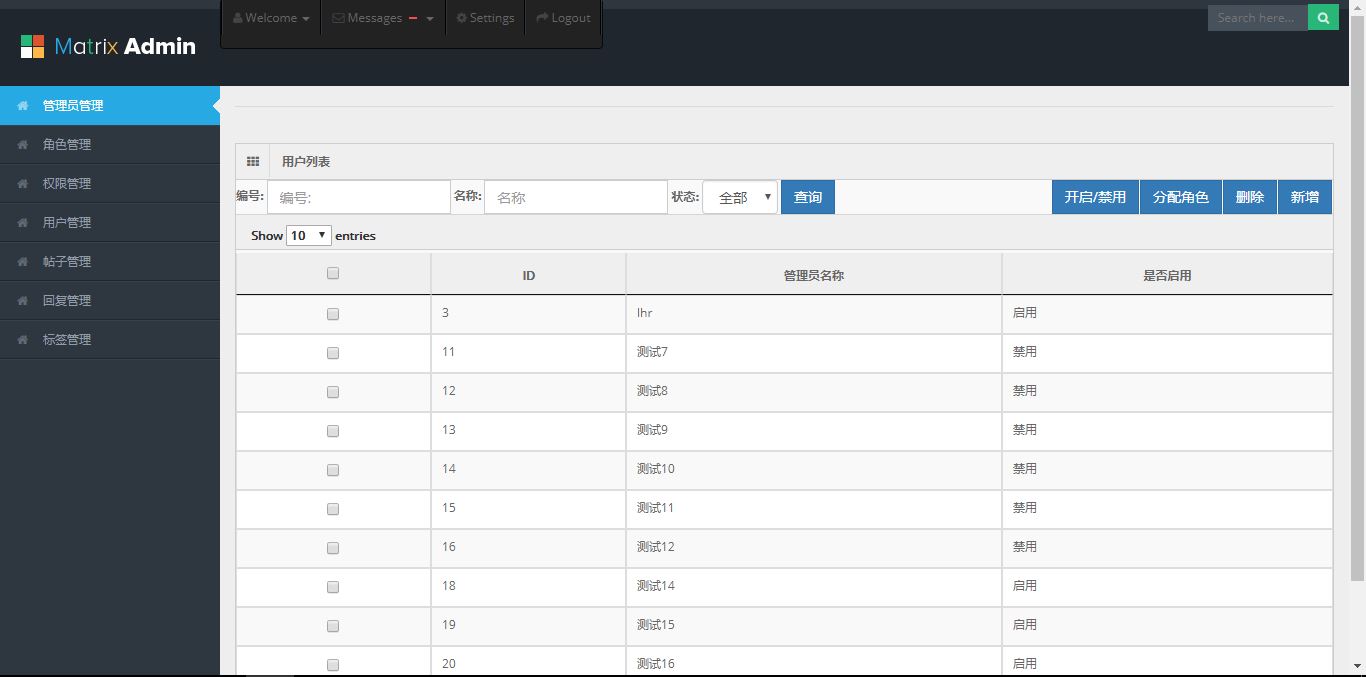 Welcome Messages Settings Logout
Search here...
Matrix Admin
管理员管理
角色管理
权限管理
用户管理
帖子管理
回复管理
标签管理
用户列表
编号: 编号: 名称: 名称 状态: 全部 查询 开启/禁用 分配角色 删除 新增
Show 10 entries
ID 管理员名称 是否启用
3 lhr 启用
11 测试7 禁用
12 测试8 禁用
13 测试9 禁用
14 测试10 禁用
15 测试11 禁用
16 测试12 禁用
18 测试14 启用
19 测试15 启用
20 测试16 启用